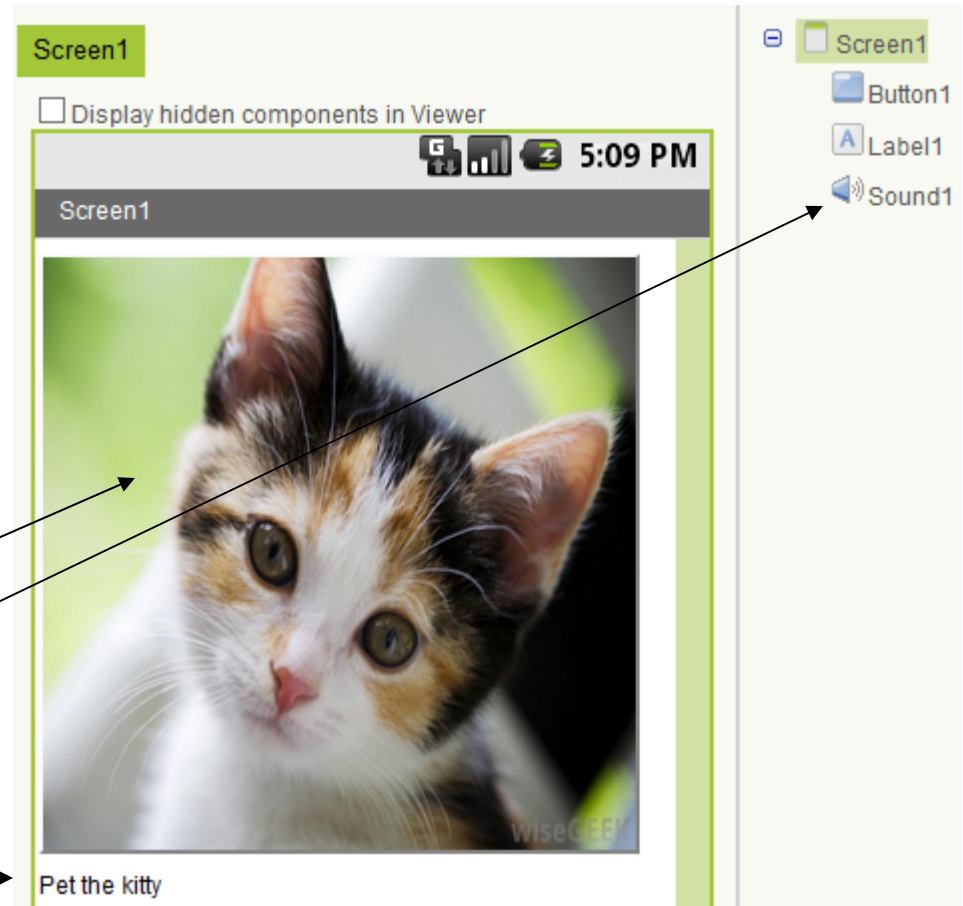 Screen1
Display hidden components in Viewer
G 5:09 PM
Screen1
wiseGEEK
Pet the kitty
Screen1
Button1
A Label1
Sound1